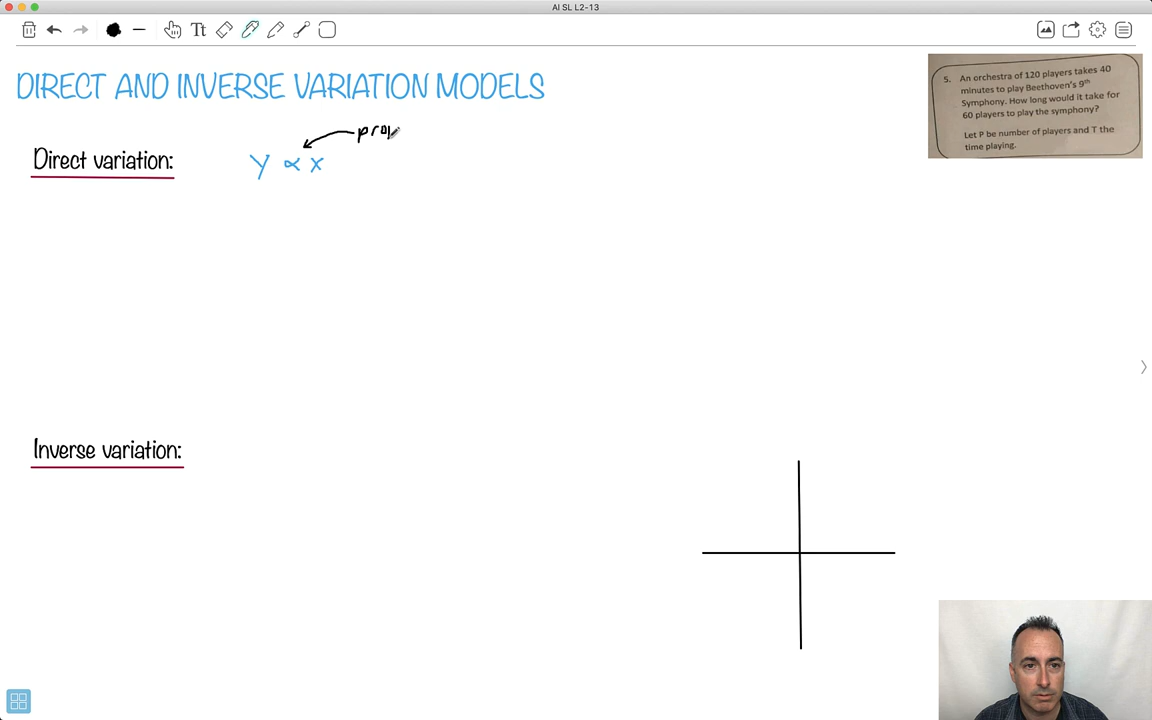 AI SL L2-13
Tt
DIRECT AND INVERSE VARIATION MODELS
5. An orchestra of 120 players takes 40
minutes to play Beethoven's 9th
Symphony. How long would it take for
60 players to play the symphony?
Let P be number of players and T the
time playing.
Direct variation:
Y ∝ x
Inverse variation: